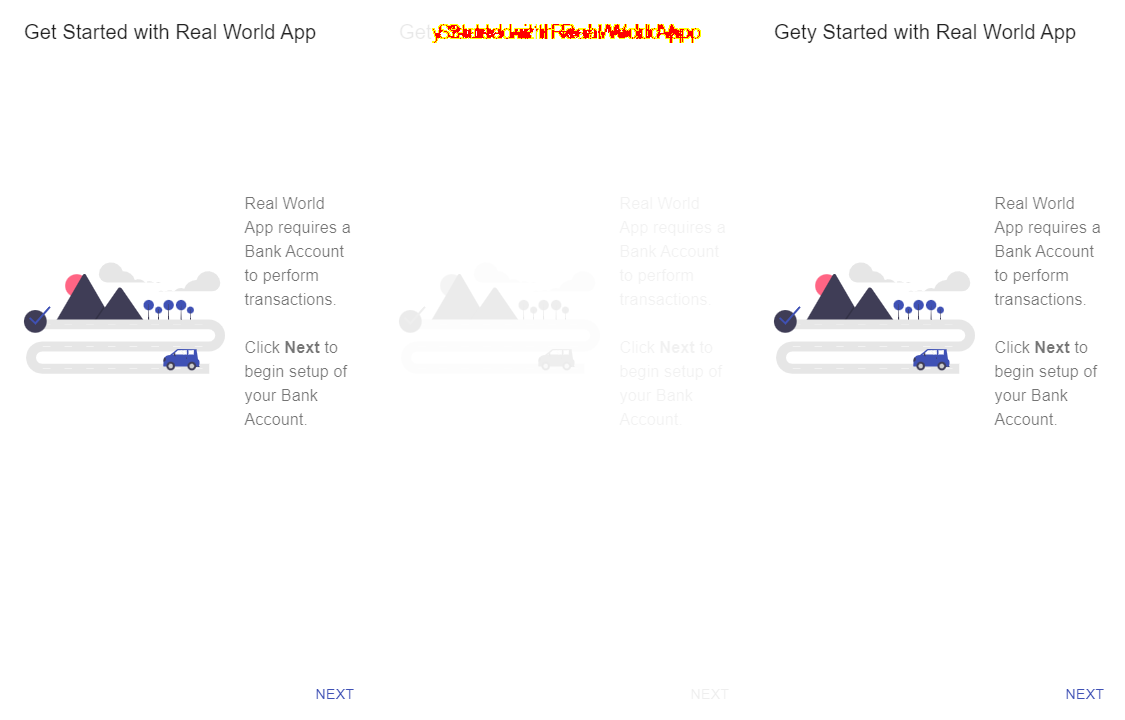 Get Started with Real World App
Real World
App requires a
Bank Account
to perform
transactions.
Click Next to
begin setup of
your Bank
Account.
NEXT
Get
Real World
App requires a
Bank Account
to perform
transactions.
Click Next to
begin setup of
your Bank
Account.
NEXT
Gety Started with Real World App
Real World
App requires a
Bank Account
to perform
transactions.
Click Next to
begin setup of
your Bank
Account.
NEXT